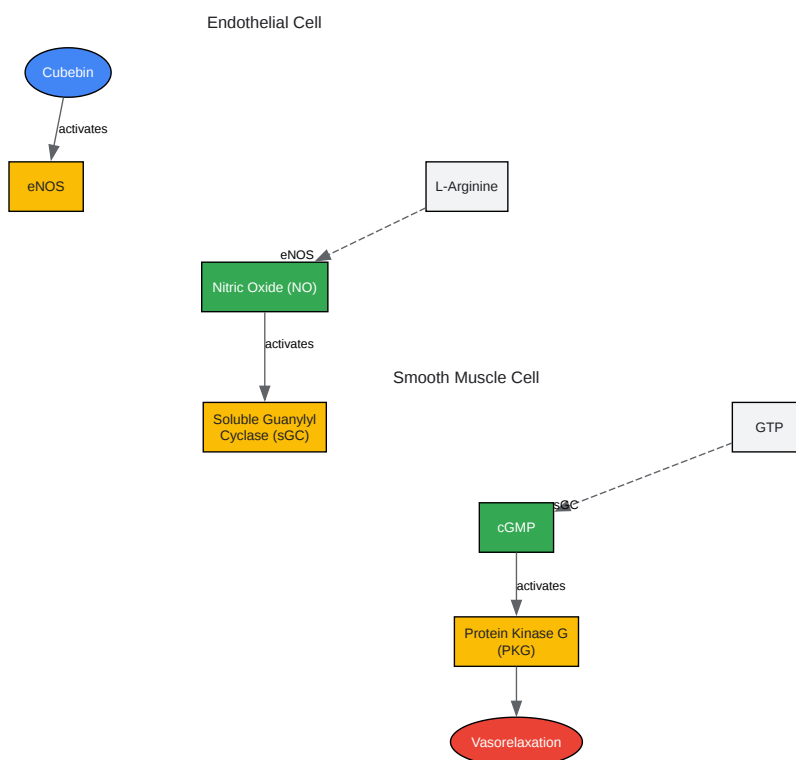 Endothelial Cell
Cubebin
activates
eNOS
L-Arginine
eNOS
Nitric Oxide (NO)
activates
Smooth Muscle Cell
Soluble Guanylyl
Cyclase (sGC)
GTP
sGC
cGMP
activates
Protein Kinase G
(PKG)
Vasorelaxation